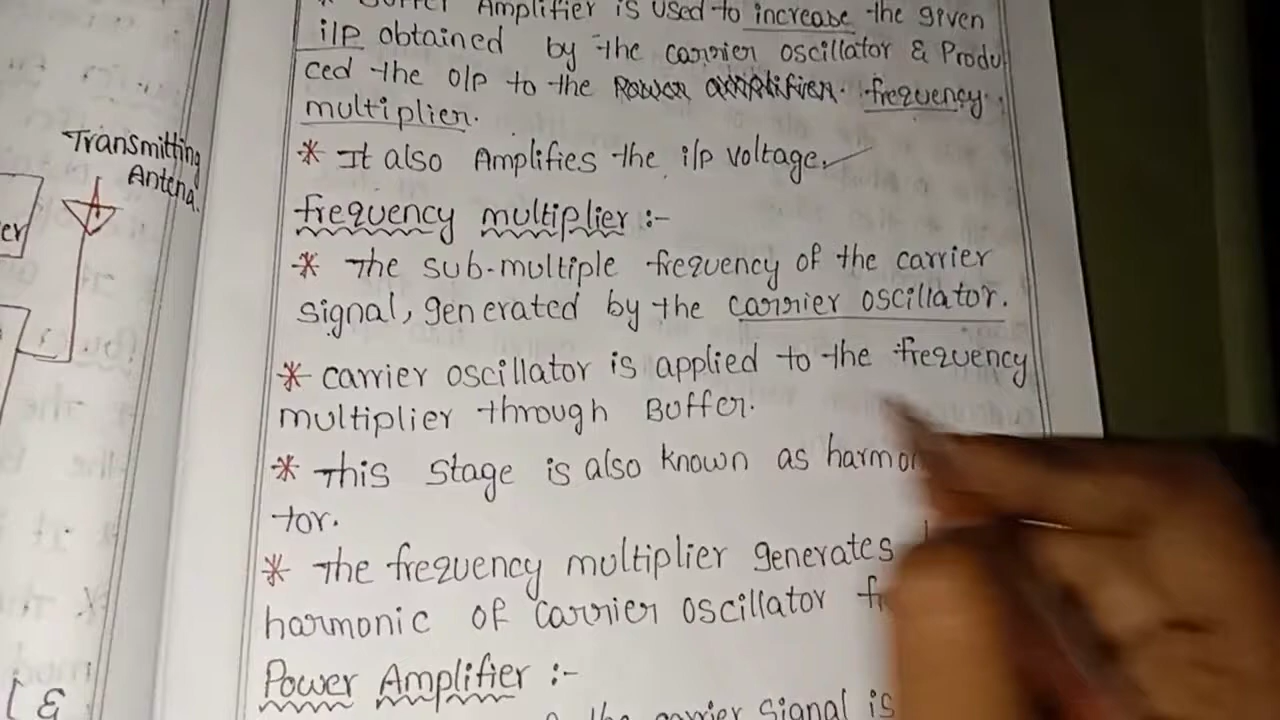 * Buffer Amplifier is used to increase the given
i/p obtained by the carrier oscillator & Produ
ced the o/p to the Power amplifier. frequency
multiplier.
* It also Amplifies the i/p voltage.
frequency multiplier :-
* The sub-multiple frequency of the carrier
signal, generated by the carrier oscillator.
* carrier oscillator is applied to the frequency
multiplier through Buffer.
* This stage is also known as
tor.
* The frequency multiplier generates
harmonic of carrier oscillator
Power Amplifier :-
the carrier signal is
Transmitting
Antena.
er
&